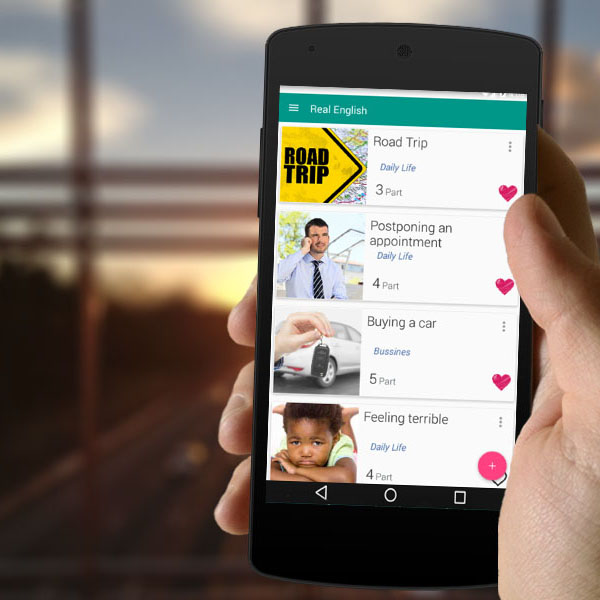 Real English
ROAD
TRIP
Road Trip
Daily Life
3 Part
Postponing an
appointment
Daily Life
4 Part
Buying a car
Bussines
5 Part
Feeling terrible
Daily Life
4 Part
+